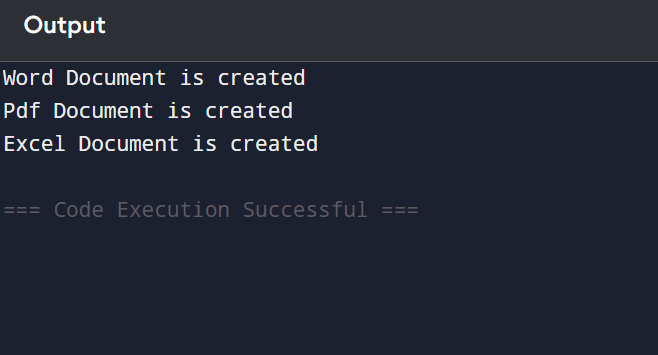 Output
Word Document is created
Pdf Document is created
Excel Document is created
=== Code Execution Successful ===